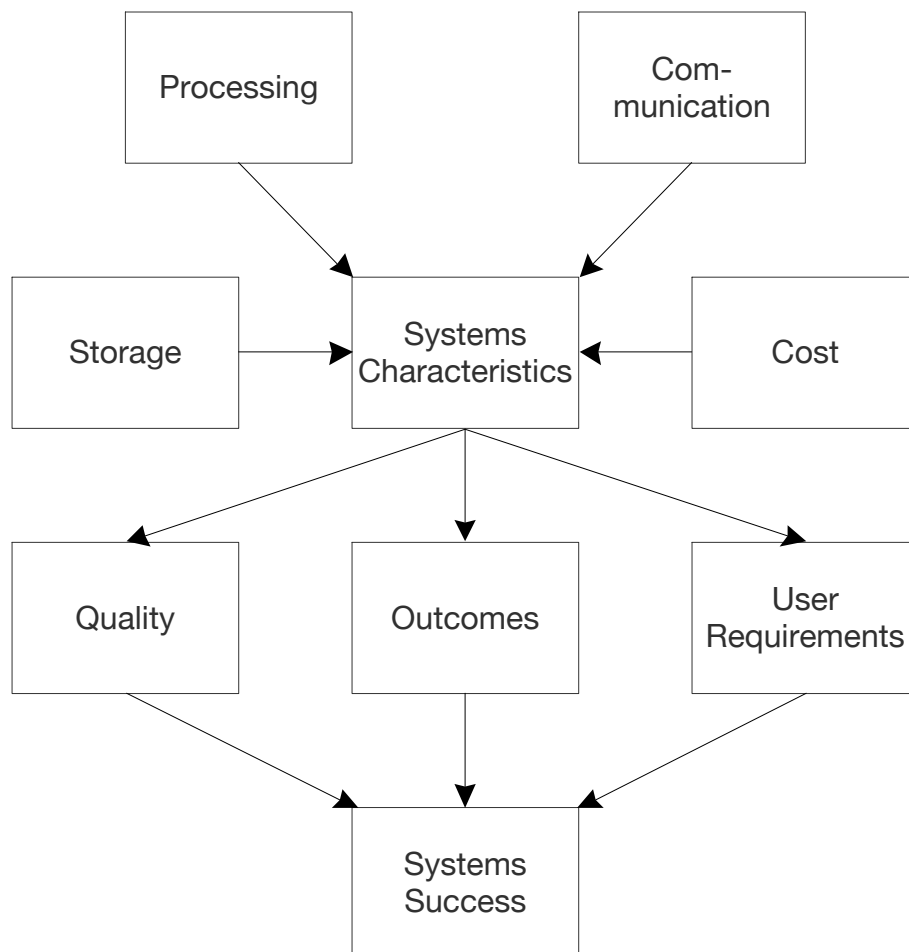 Processing
Com-
munication
Storage
Systems
Characteristics
Cost
Quality
Outcomes
User
Requirements
Systems
Success